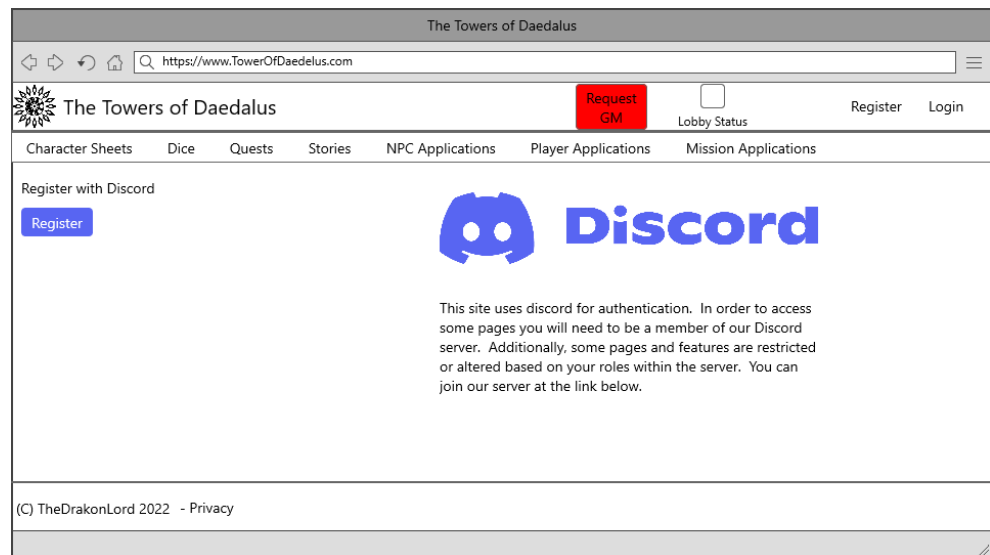 The Towers of Daedalus
https://www.TowerOfDaedelus.com
The Towers of Daedalus
Request
GM
Lobby Status
Register Login
Character Sheets Dice Quests Stories NPC Applications Player Applications Mission Applications
Register with Discord
Register
Discord
This site uses discord for authentication. In order to access
some pages you will need to be a member of our Discord
server. Additionally, some pages and features are restricted
or altered based on your roles within the server. You can
join our server at the link below.
(C) TheDrakonLord 2022 - Privacy